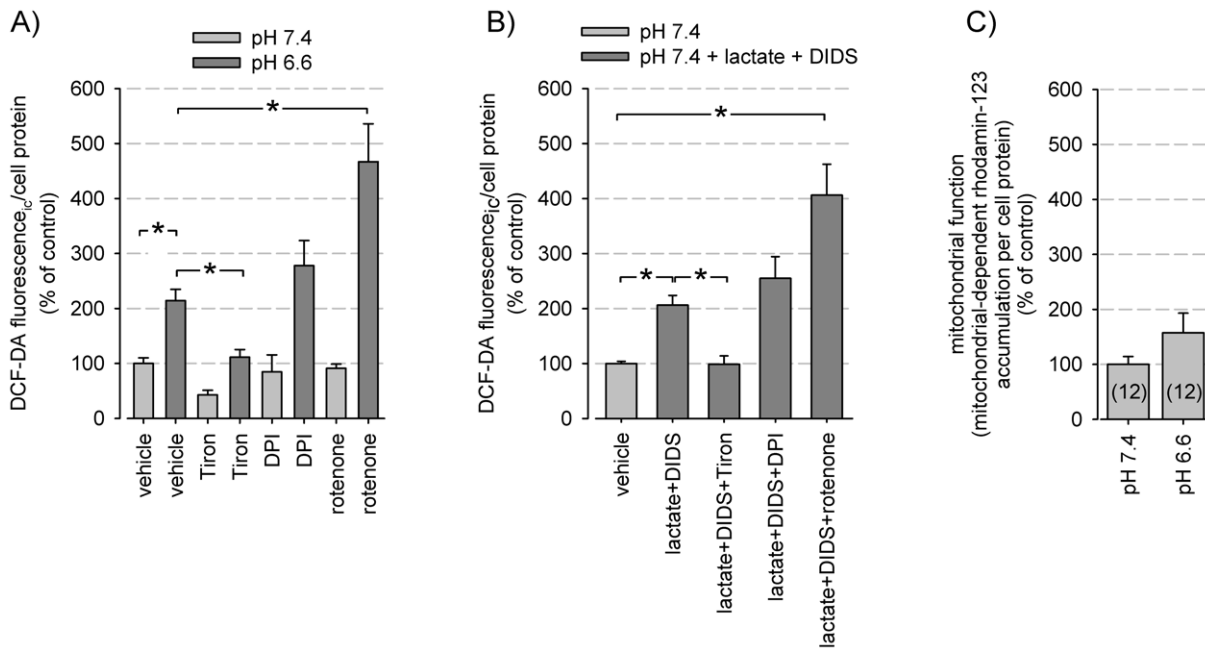 A)
pH 7.4
pH 6.6
DCF-DA fluorescence_ic/cell protein
(% of control)
600
500
400
300
200
100
0
*
*
*
vehicle
vehicle
Tiron
Tiron
DPI
DPI
rotenone
rotenone
B)
pH 7.4
pH 7.4 + lactate + DIDS
DCF-DA fluorescence_ic/cell protein
(% of control)
600
500
400
300
200
100
0
*
*
*
vehicle
lactate+DIDS
lactate+DIDS+Tiron
lactate+DIDS+DPI
lactate+DIDS+rotenone
C)
mitochondrial function
(mitochondrial-dependent rhodamin-123
accumulation per cell protein)
(% of control)
600
500
400
300
200
100
0
(12)
(12)
pH 7.4
pH 6.6